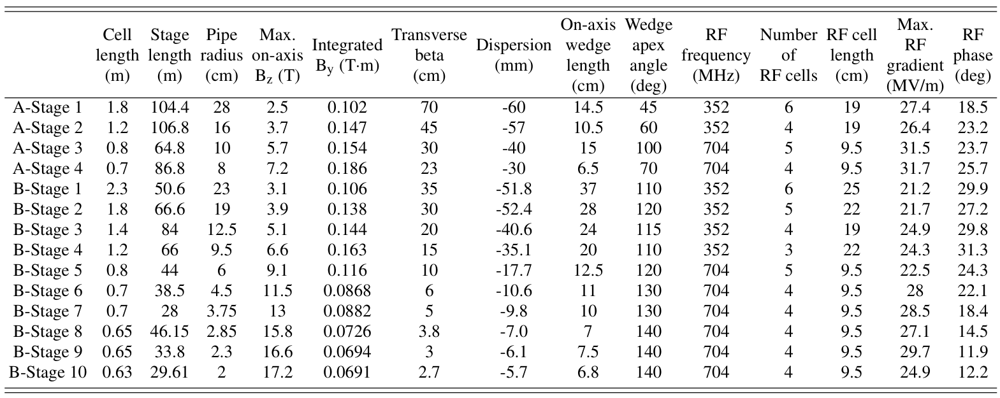 Cell length (m) Stage length (m) Pipe radius (cm) Max. on-axis B_z (T) Integrated B_y (T·m) Transverse beta (cm) Dispersion (mm) On-axis wedge length (cm) Wedge apex angle (deg) RF frequency (MHz) Number of RF cells RF cell length (cm) Max. RF gradient (MV/m) RF phase (deg)
A-Stage 1 1.8 104.4 28 2.5 0.102 70 -60 14.5 45 352 6 19 27.4 18.5
A-Stage 2 1.2 106.8 16 3.7 0.147 45 -57 10.5 60 352 4 19 26.4 23.2
A-Stage 3 0.8 64.8 10 5.7 0.154 30 -40 15 100 704 5 9.5 31.5 23.7
A-Stage 4 0.7 86.8 8 7.2 0.186 23 -30 6.5 70 704 4 9.5 31.7 25.7
B-Stage 1 2.3 50.6 23 3.1 0.106 35 -51.8 37 110 352 6 25 21.2 29.9
B-Stage 2 1.8 66.6 19 3.9 0.138 30 -52.4 28 120 352 5 22 21.7 27.2
B-Stage 3 1.4 84 12.5 5.1 0.144 20 -40.6 24 115 352 4 19 24.9 29.8
B-Stage 4 1.2 66 9.5 6.6 0.163 15 -35.1 20 110 352 3 22 24.3 31.3
B-Stage 5 0.8 44 6 9.1 0.116 10 -17.7 12.5 120 704 5 9.5 22.5 24.3
B-Stage 6 0.7 38.5 4.5 11.5 0.0868 6 -10.6 11 130 704 4 9.5 28 22.1
B-Stage 7 0.7 28 3.75 13 0.0882 5 -9.8 10 130 704 4 9.5 28.5 18.4
B-Stage 8 0.65 46.15 2.85 15.8 0.0726 3.8 -7.0 7 140 704 4 9.5 27.1 14.5
B-Stage 9 0.65 33.8 2.3 16.6 0.0694 3 -6.1 7.5 140 704 4 9.5 29.7 11.9
B-Stage 10 0.63 29.61 2 17.2 0.0691 2.7 -5.7 6.8 140 704 4 9.5 24.9 12.2